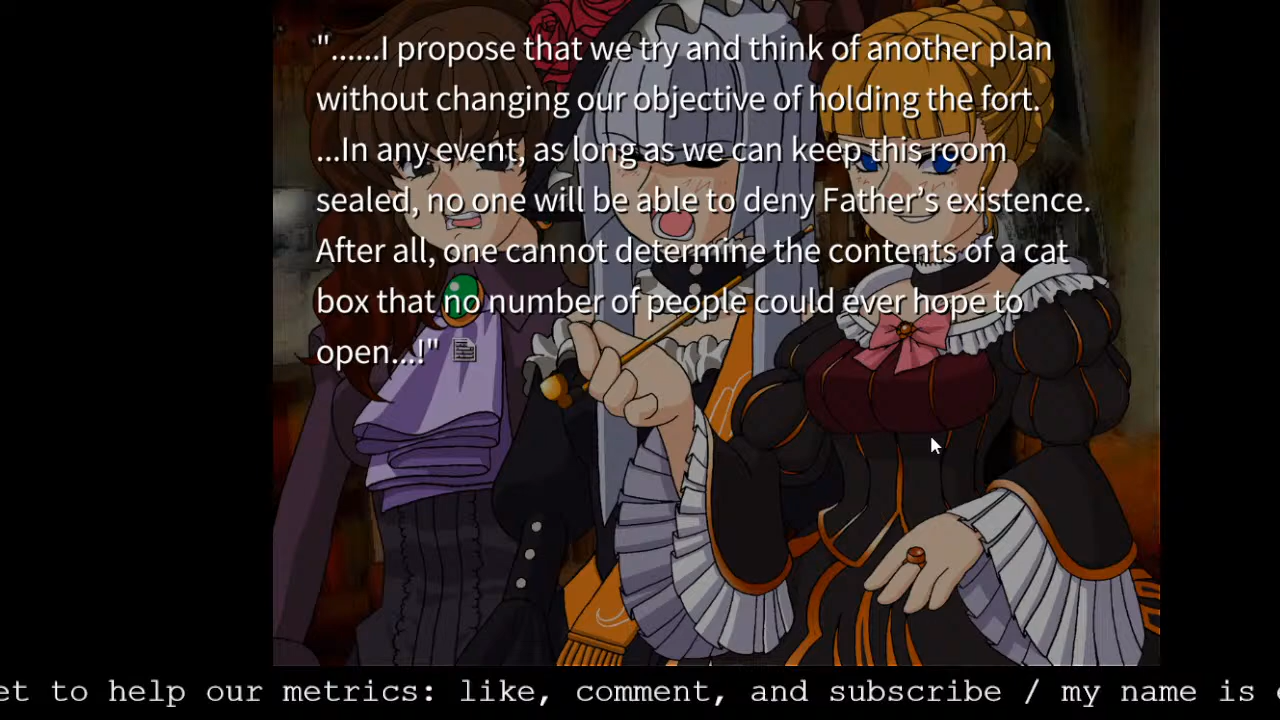 "......I propose that we try and think of another plan
without changing our objective of holding the fort.
...In any event, as long as we can keep this room
sealed, no one will be able to deny Father’s existence.
After all, one cannot determine the contents of a cat
box that no number of people could ever hope to
open...!"
et to help our metrics: like, comment, and subscribe / my name is